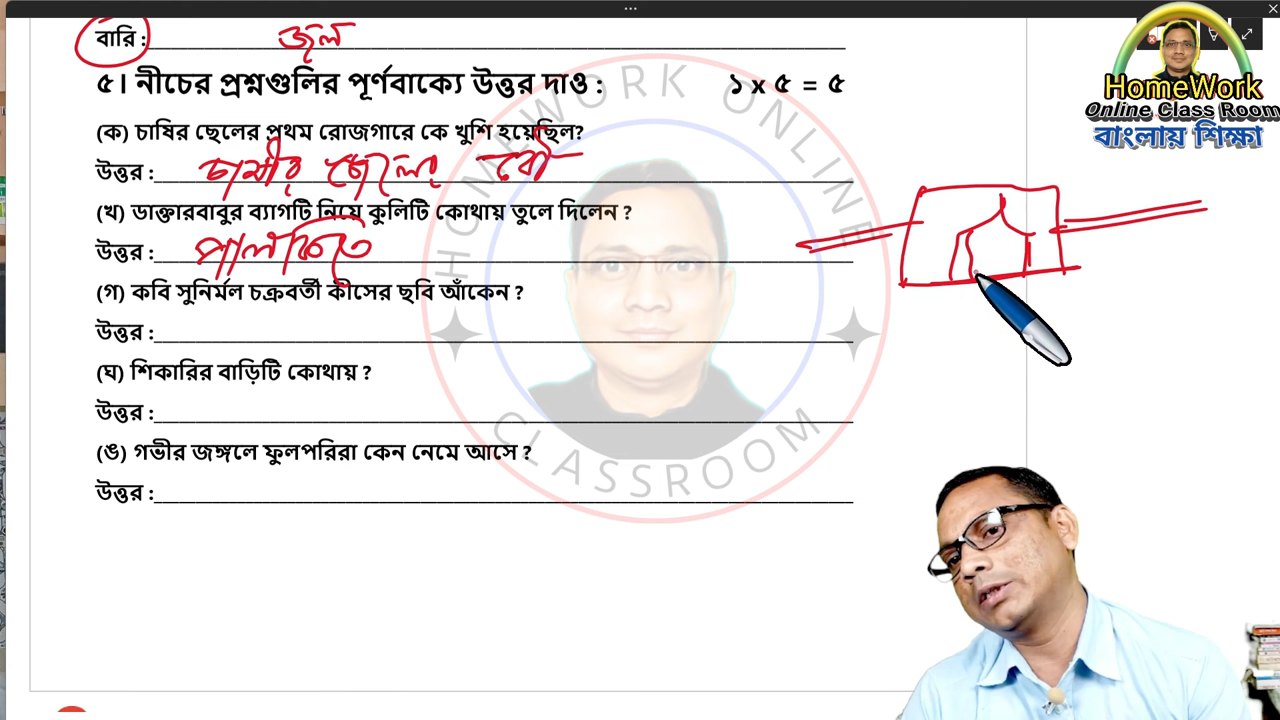 বারি : জল
৫। নীচের প্রশ্নগুলির পূর্ণবাক্যে উত্তর দাও : ১ x ৫ = ৫
(ক) চাষির ছেলের প্রথম রোজগারে কে খুশি হয়েছিল?
উত্তর : চাষীর ছেলের বৌ
(খ) ডাক্তারবাবুর ব্যাগটি নিয়ে কুলিটি কোথায় তুলে দিলেন ?
উত্তর : পালকিতে
(গ) কবি সুনির্মল চক্রবর্তী কীসের ছবি আঁকেন ?
উত্তর :
(ঘ) শিকারির বাড়িটি কোথায় ?
উত্তর :
(ঙ) গভীর জঙ্গলে ফুলপরিরা কেন নেমে আসে ?
উত্তর :
HOMEWORK ONLINE
CLASSROOM
HomeWork
Online Class Room
বাংলায় শিক্ষা